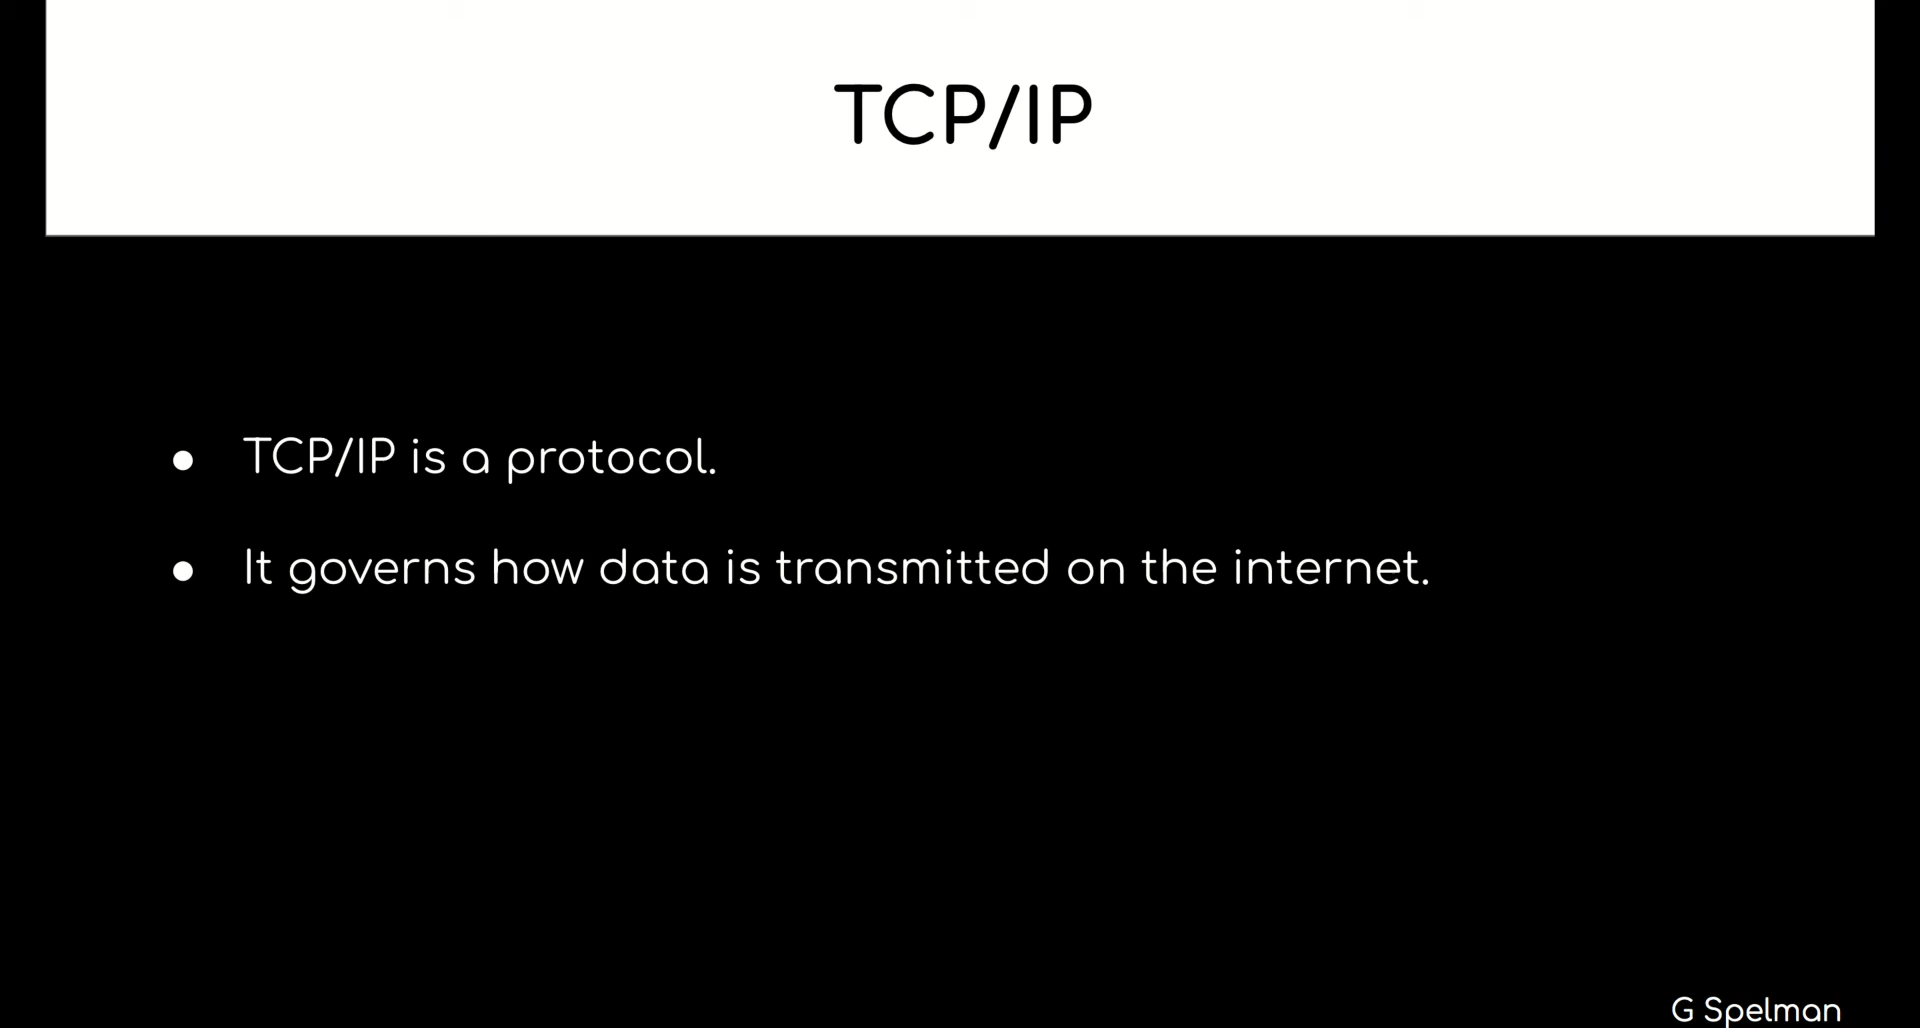 TCP/IP
● TCP/IP is a protocol.
● It governs how data is transmitted on the internet.
G Spelman